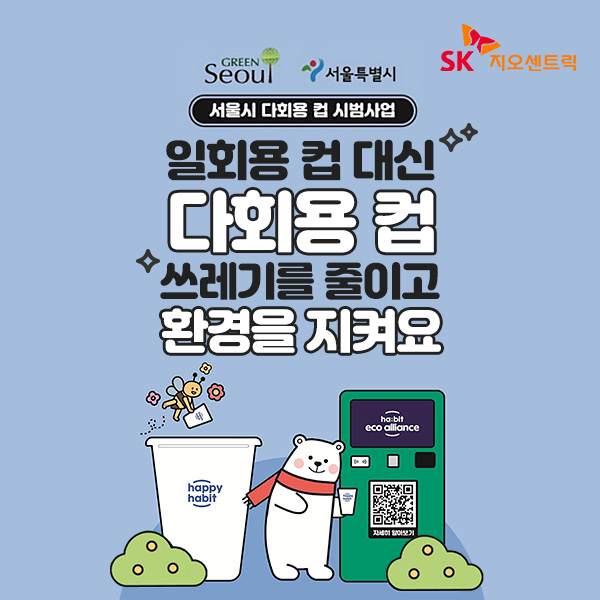 GREEN
Seoul
서울특별시
SK 지오센트릭
서울시 다회용 컵 시범사업
일회용 컵 대신
다회용 컵
쓰레기를 줄이고
환경을 지켜요
ha:bit
eco alliance
happy
habit
자세히 알아보기